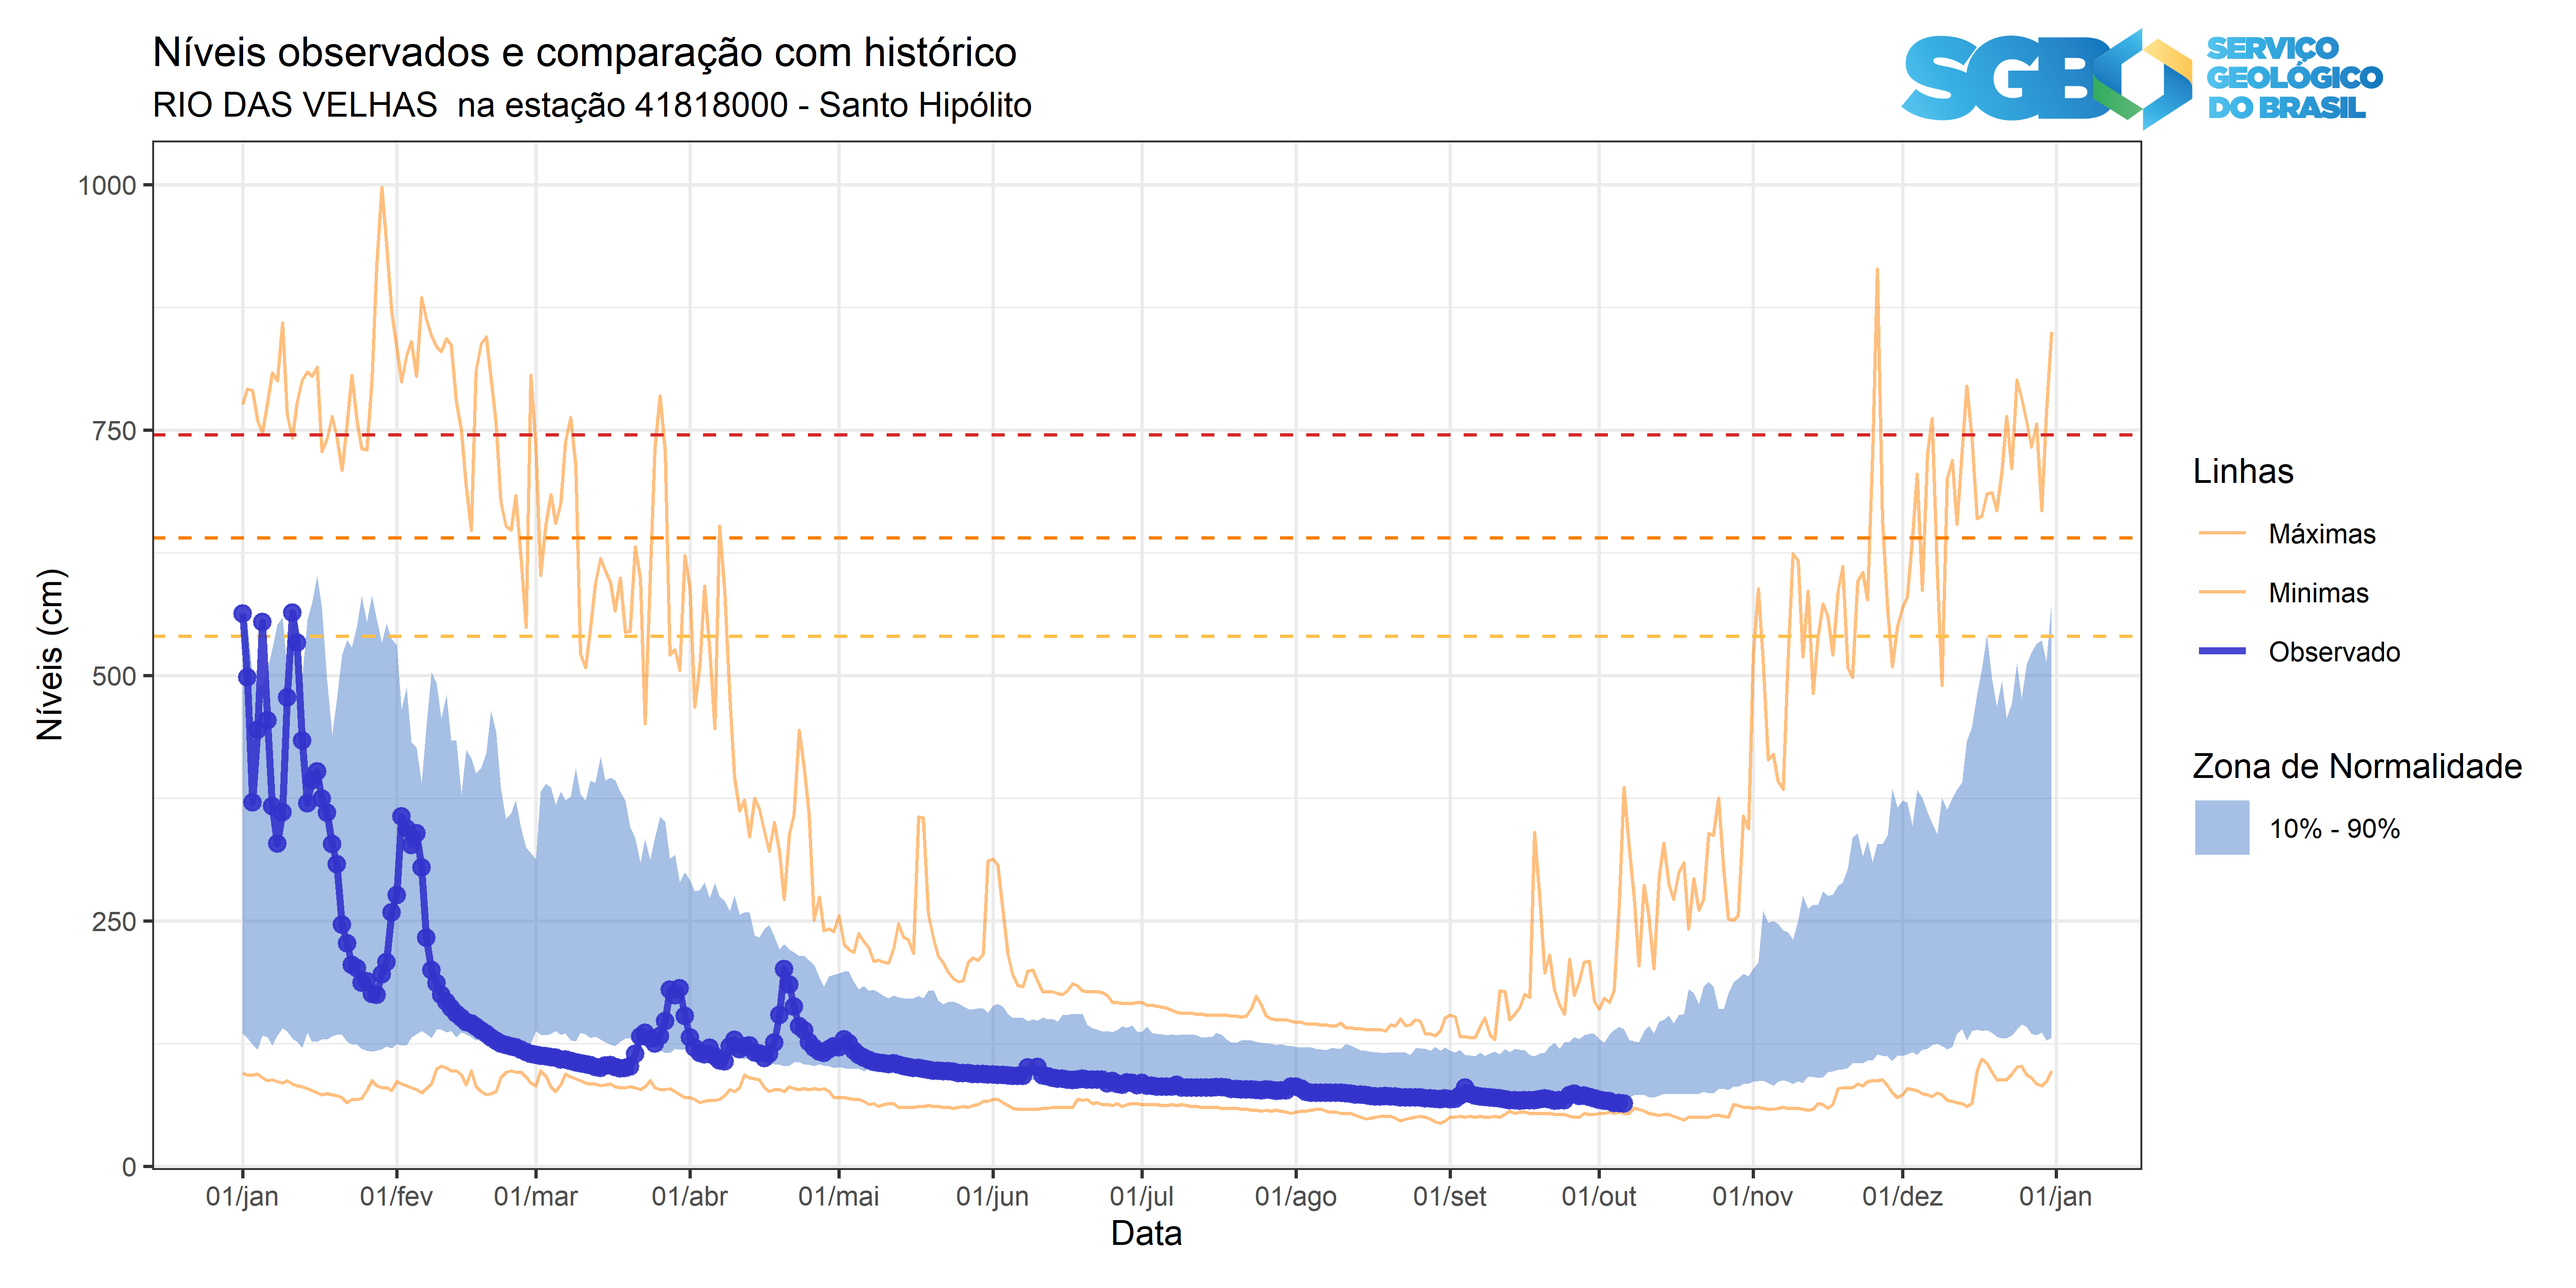 Níveis observados e comparação com histórico
RIO DAS VELHAS  na estação 41818000 - Santo Hipólito
SGB
SERVIÇO
GEOLÓGICO
DO BRASIL
Níveis (cm)
1000
750
500
250
0
01/jan
01/fev
01/mar
01/abr
01/mai
01/jun
01/jul
01/ago
01/set
01/out
01/nov
01/dez
01/jan
Data
Linhas
Máximas
Minimas
Observado
Zona de Normalidade
10% - 90%